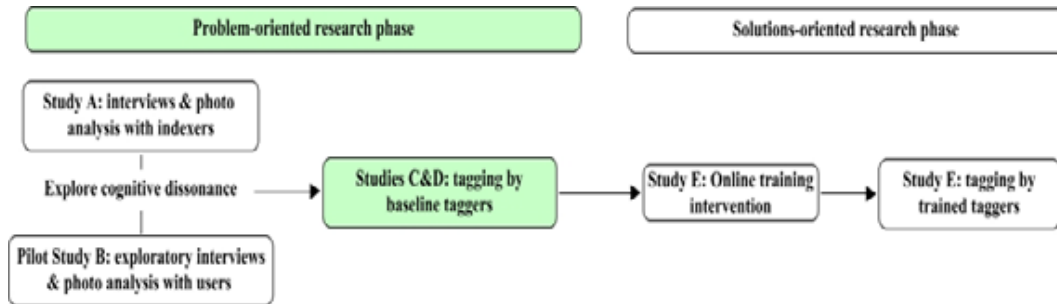 Problem-oriented research phase
Solutions-oriented research phase
Study A: interviews & photo
analysis with indexers
Explore cognitive dissonance
Pilot Study B: exploratory interviews
& photo analysis with users
Studies C&D: tagging by
baseline taggers
Study E: Online training
intervention
Study E: tagging by
trained taggers